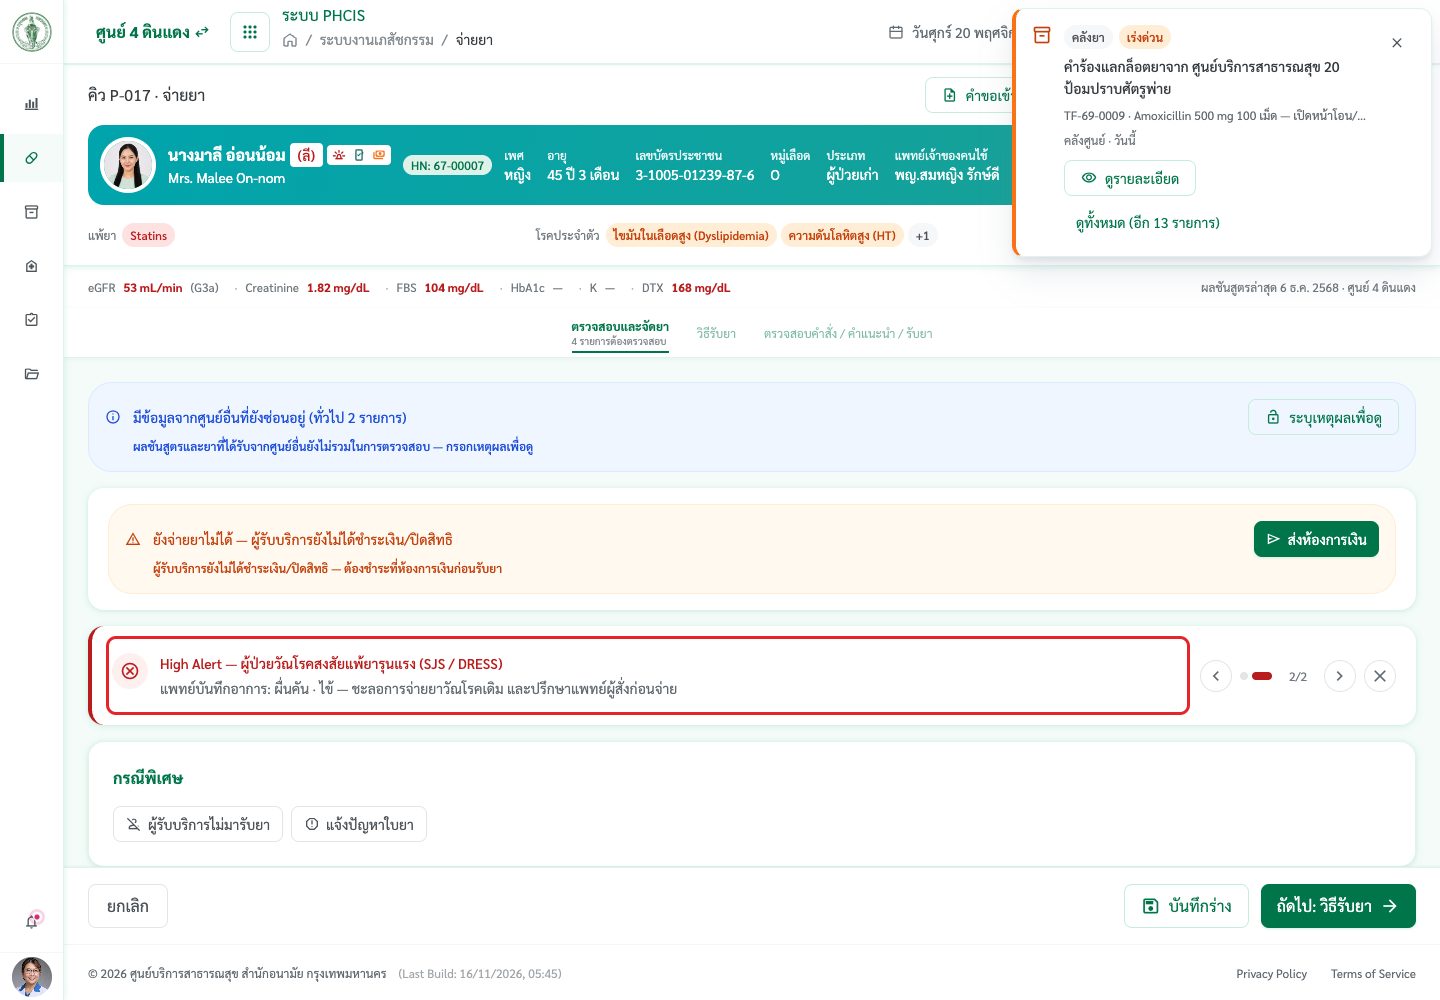 ศูนย์ 4 ดินแดง
ระบบ PHCIS
/ ระบบงานเภสัชกรรม / จ่ายยา
วันศุกร์ 20 พฤศจิก
คิว P-017 · จ่ายยา
คำขอเข้า
นางมาลี อ่อนน้อม (ลี)
Mrs. Malee On-nom
HN: 67-00007
เพศ
หญิง
อายุ
45 ปี 3 เดือน
เลขบัตรประชาชน
3-1005-01239-87-6
หมู่เลือด
O
ประเภท
ผู้ป่วยเก่า
แพทย์เจ้าของคนไข้
พญ.สมหญิง รักษ์ดี
แพ้ยา Statins
โรคประจำตัว ไขมันในเลือดสูง (Dyslipidemia) ความดันโลหิตสูง (HT) +1
คลังยา เร่งด่วน
คำร้องแลกล็อตยาจาก ศูนย์บริการสาธารณสุข 20
ป้อมปราบศัตรูพ่าย
TF-69-0009 · Amoxicillin 500 mg 100 เม็ด — เปิดหน้าโอน/...
คลังศูนย์ · วันนี้
ดูรายละเอียด
ดูทั้งหมด (อีก 13 รายการ)
eGFR 53 mL/min (G3a) · Creatinine 1.82 mg/dL · FBS 104 mg/dL · HbA1c — · K — · DTX 168 mg/dL
ผลชันสูตรล่าสุด 6 ธ.ค. 2568 · ศูนย์ 4 ดินแดง
ตรวจสอบและจัดยา
4 รายการต้องตรวจสอบ
วิธีรับยา
ตรวจสอบคำสั่ง / คำแนะนำ / รับยา
มีข้อมูลจากศูนย์อื่นที่ยังซ่อนอยู่ (ทั่วไป 2 รายการ)
ผลชันสูตรและยาที่ได้รับจากศูนย์อื่นยังไม่รวมในการตรวจสอบ — กรอกเหตุผลเพื่อดู
ระบุเหตุผลเพื่อดู
ยังจ่ายยาไม่ได้ — ผู้รับบริการยังไม่ได้ชำระเงิน/ปิดสิทธิ
ผู้รับบริการยังไม่ได้ชำระเงิน/ปิดสิทธิ — ต้องชำระที่ห้องการเงินก่อนรับยา
ส่งห้องการเงิน
High Alert — ผู้ป่วยวัณโรคสงสัยแพ้ยารุนแรง (SJS / DRESS)
แพทย์บันทึกอาการ: ผื่นคัน · ไข้ — ชะลอการจ่ายยาวัณโรคเดิม และปรึกษาแพทย์ผู้สั่งก่อนจ่าย
2/2
กรณีพิเศษ
ผู้รับบริการไม่มารับยา
แจ้งปัญหาใบยา
ยกเลิก
บันทึกร่าง
ถัดไป: วิธีรับยา
© 2026 ศูนย์บริการสาธารณสุข สำนักอนามัย กรุงเทพมหานคร (Last Build: 16/11/2026, 05:45)
Privacy Policy
Terms of Service